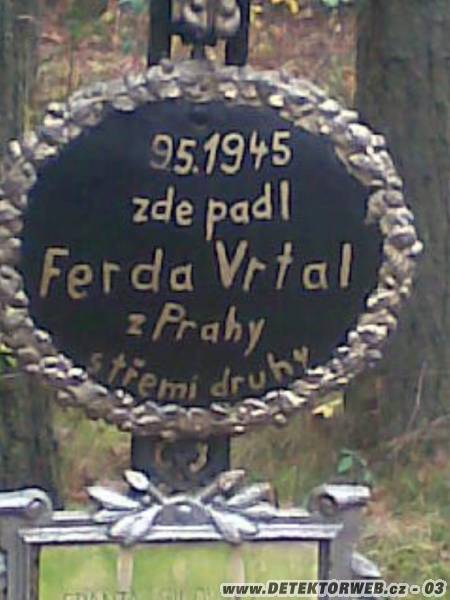 9.5.1945
zde padl
Ferda Vrtal
z Prahy
s třemi druhy
www.DETEKTORWEB.cz - 03